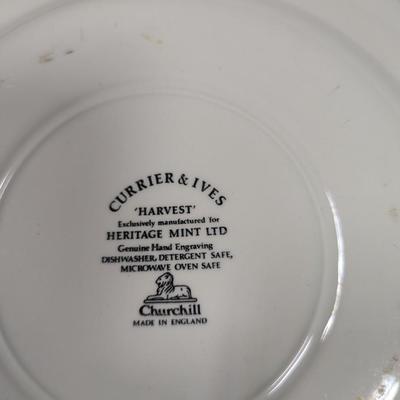 CURRIER & IVES
'HARVEST'
Exclusively manufactured for
HERITAGE MINT LTD
Genuine Hand Engraving
DISHWASHER, DETERGENT SAFE,
MICROWAVE OVEN SAFE
Churchill
MADE IN ENGLAND